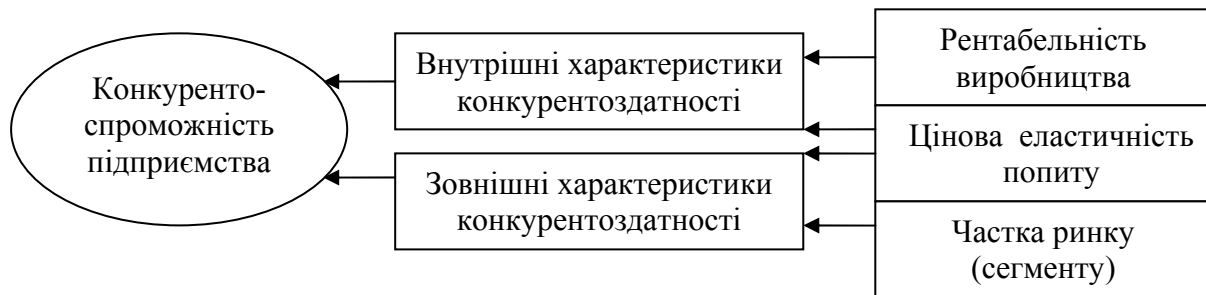 Конкуренто-
спроможність
підприємства
Внутрішні характеристики
конкурентоздатності
Зовнішні характеристики
конкурентоздатності
Рентабельність
виробництва
Цінова еластичність
попиту
Частка ринку
(сегменту)